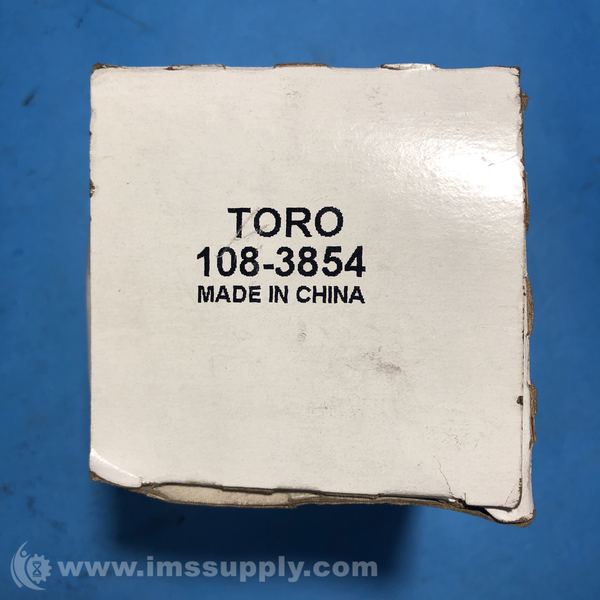 TORO
108-3854
MADE IN CHINA
www.imssupply.com